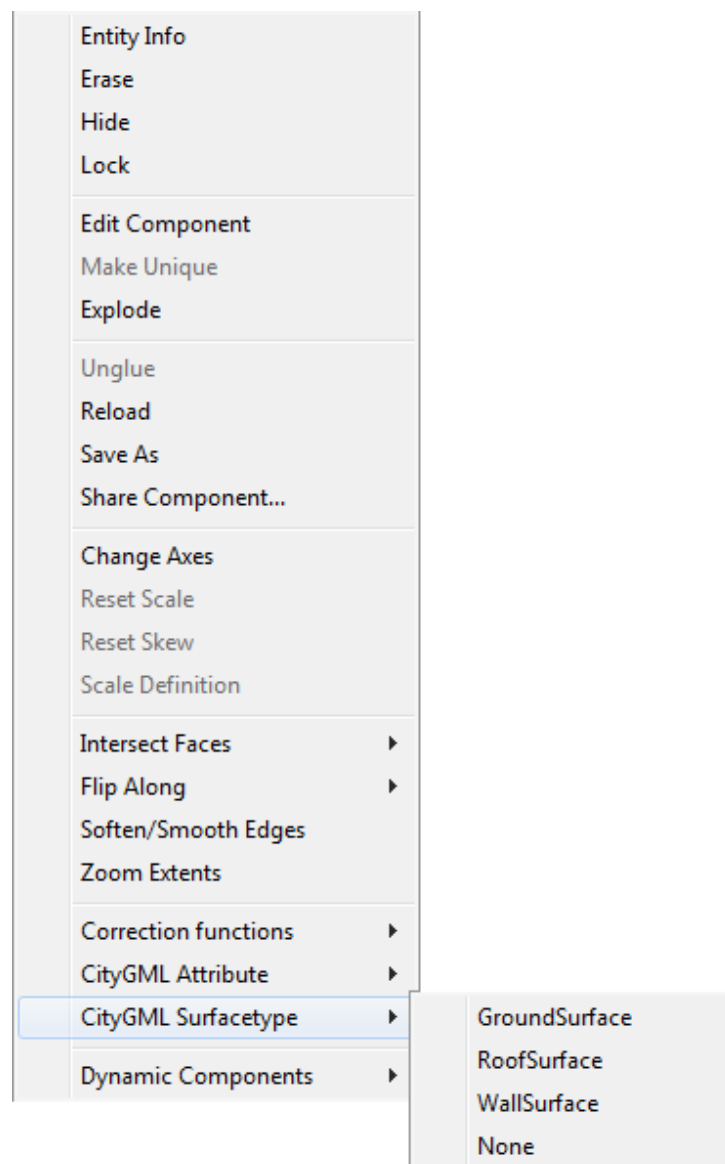 Entity Info
Erase
Hide
Lock
Edit Component
Make Unique
Explode
Unglue
Reload
Save As
Share Component...
Change Axes
Reset Scale
Reset Skew
Scale Definition
Intersect Faces
Flip Along
Soften/Smooth Edges
Zoom Extents
Correction functions
CityGML Attribute
CityGML Surfacetype
Dynamic Components
GroundSurface
RoofSurface
WallSurface
None